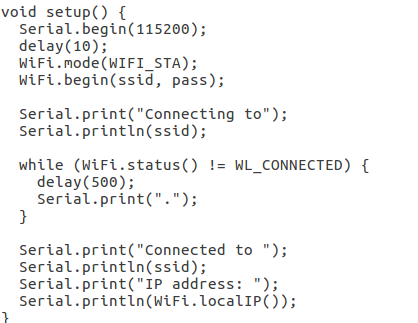 void setup() {
  Serial.begin(115200);
  delay(10);
  WiFi.mode(WIFI_STA);
  WiFi.begin(ssid, pass);

  Serial.print("Connecting to");
  Serial.println(ssid);

  while (WiFi.status() != WL_CONNECTED) {
    delay(500);
    Serial.print(".");
  }

  Serial.print("Connected to ");
  Serial.println(ssid);
  Serial.print("IP address: ");
  Serial.println(WiFi.localIP());
}